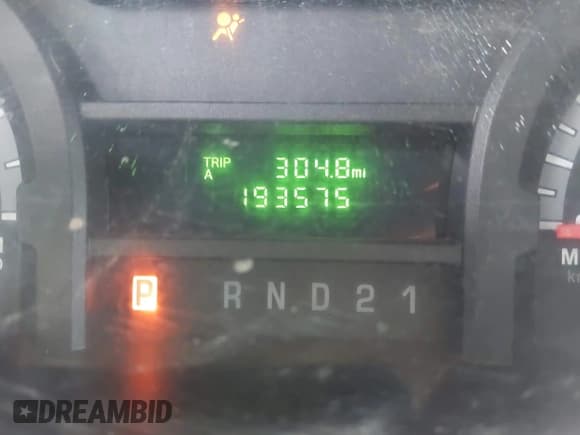 TRIP 304.8mi
A
193575
P R N D 2 1
M
DREAMBID